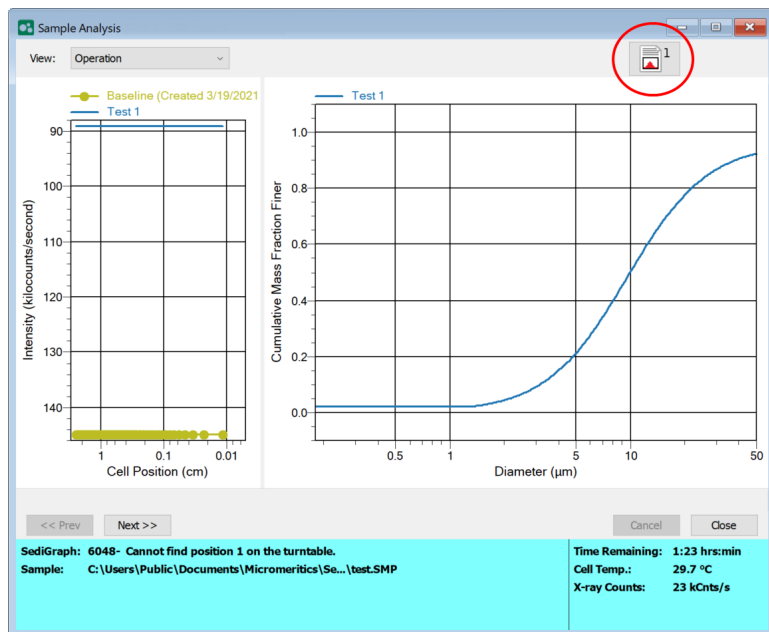 Sample Analysis
View: Operation
1
Baseline (Created 3/19/2021
Test 1
Intensity (kilocounts/second)
90
100
110
120
130
140
1 0.1 0.01
Cell Position (cm)
Test 1
Cumulative Mass Fraction Finer
1.0
0.8
0.6
0.4
0.2
0.0
0.5 1 5 10 50
Diameter (µm)
<< Prev Next >> Cancel Close
SediGraph: 6048- Cannot find position 1 on the turntable.
Sample: C:\Users\Public\Documents\Micromeritics\Se...\test.SMP
Time Remaining: 1:23 hrs:min
Cell Temp.: 29.7 ºC
X-ray Counts: 23 kCnts/s